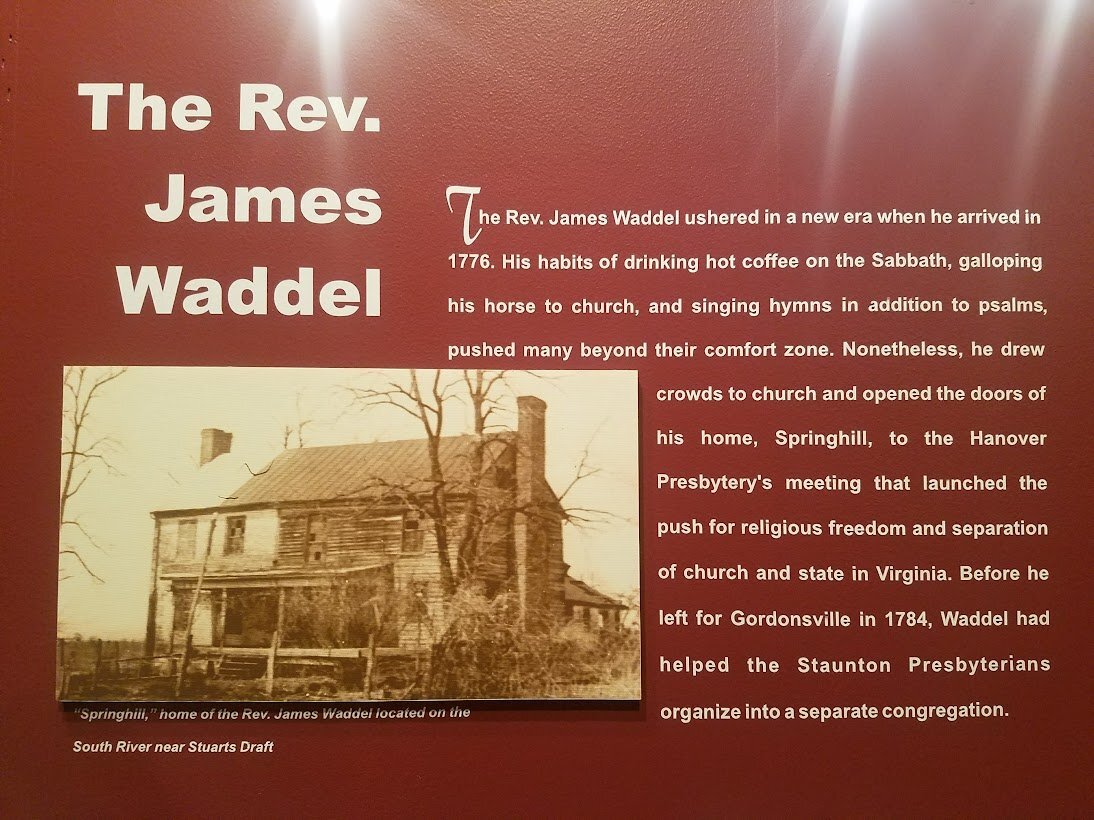 The Rev.
James
Waddel
The Rev. James Waddel ushered in a new era when he arrived in
1776. His habits of drinking hot coffee on the Sabbath, galloping
his horse to church, and singing hymns in addition to psalms,
pushed many beyond their comfort zone. Nonetheless, he drew
crowds to church and opened the doors of
his home, Springhill, to the Hanover
Presbytery's meeting that launched the
push for religious freedom and separation
of church and state in Virginia. Before he
left for Gordonsville in 1784, Waddel had
helped the Staunton Presbyterians
organize into a separate congregation.
"Springhill," home of the Rev. James Waddel located on the
South River near Stuarts Draft